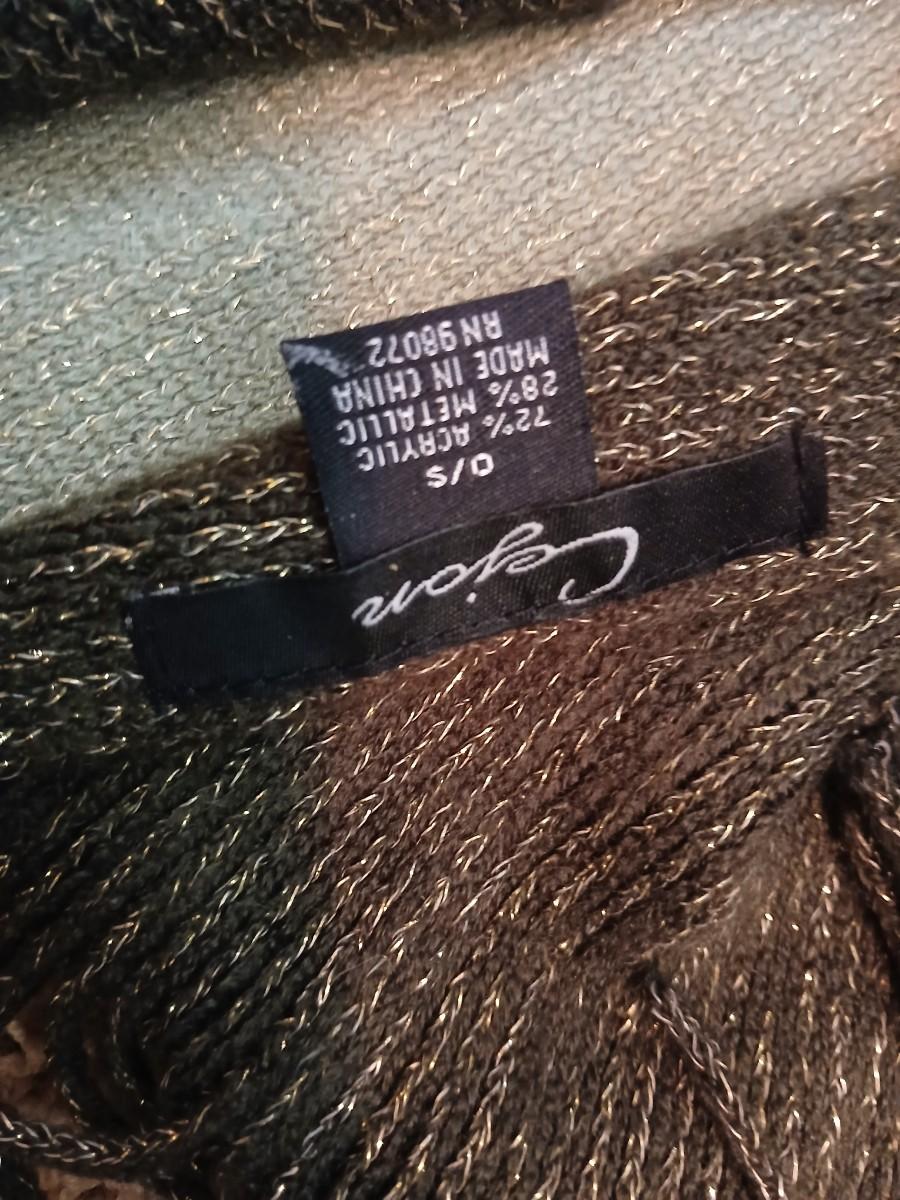 Cejon
O/S
72% ACRYLIC
28% METALLIC
MADE IN CHINA
RN 98072